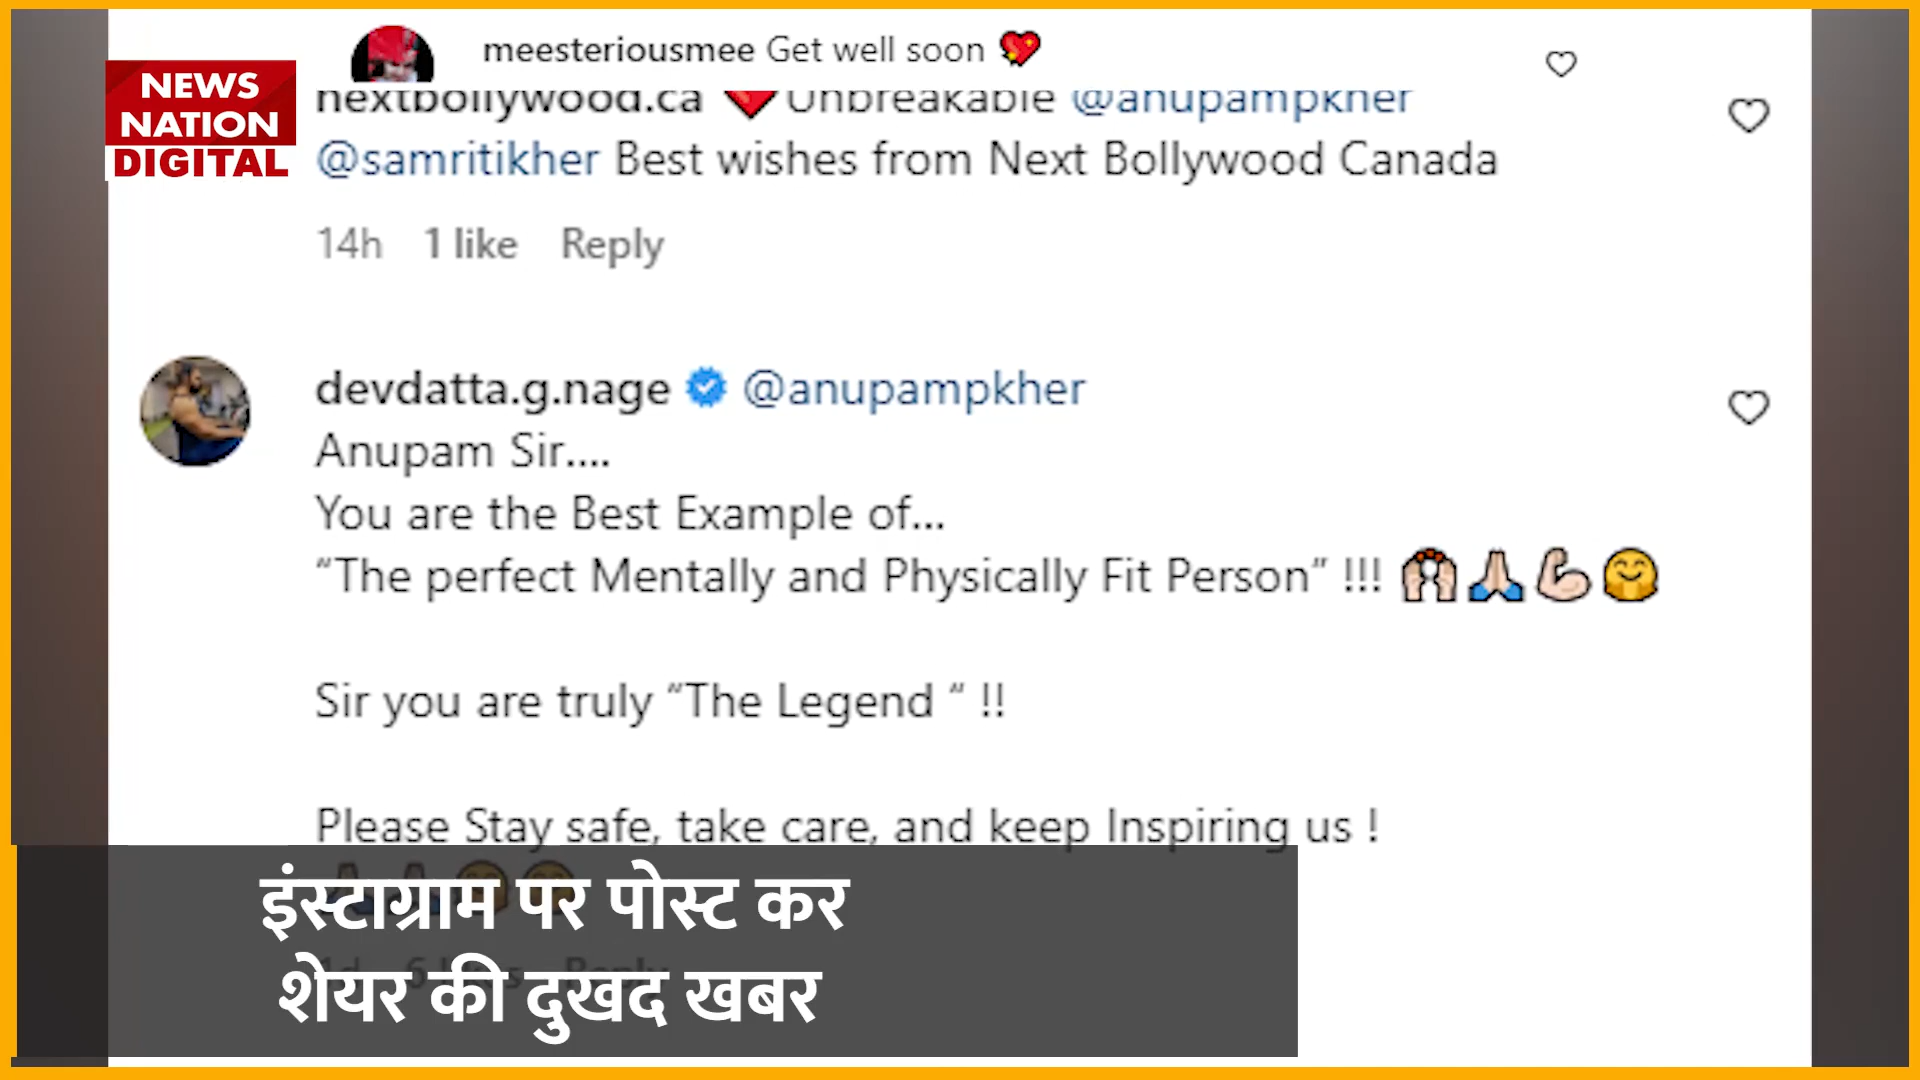 meesteriousmee Get well soon 💖
NEWS
NATION
DIGITAL
nextbollywood.ca ❤️Unbreakable @anupampkher
@samritikher Best wishes from Next Bollywood Canada
14h 1 like Reply
devdatta.g.nage @anupampkher
Anupam Sir....
You are the Best Example of...
“The perfect Mentally and Physically Fit Person” !!! 🙌🙏💪🤗
Sir you are truly “The Legend “ !!
Please Stay safe, take care, and keep Inspiring us !
इंस्टाग्राम पर पोस्ट कर
शेयर की दुखद खबर